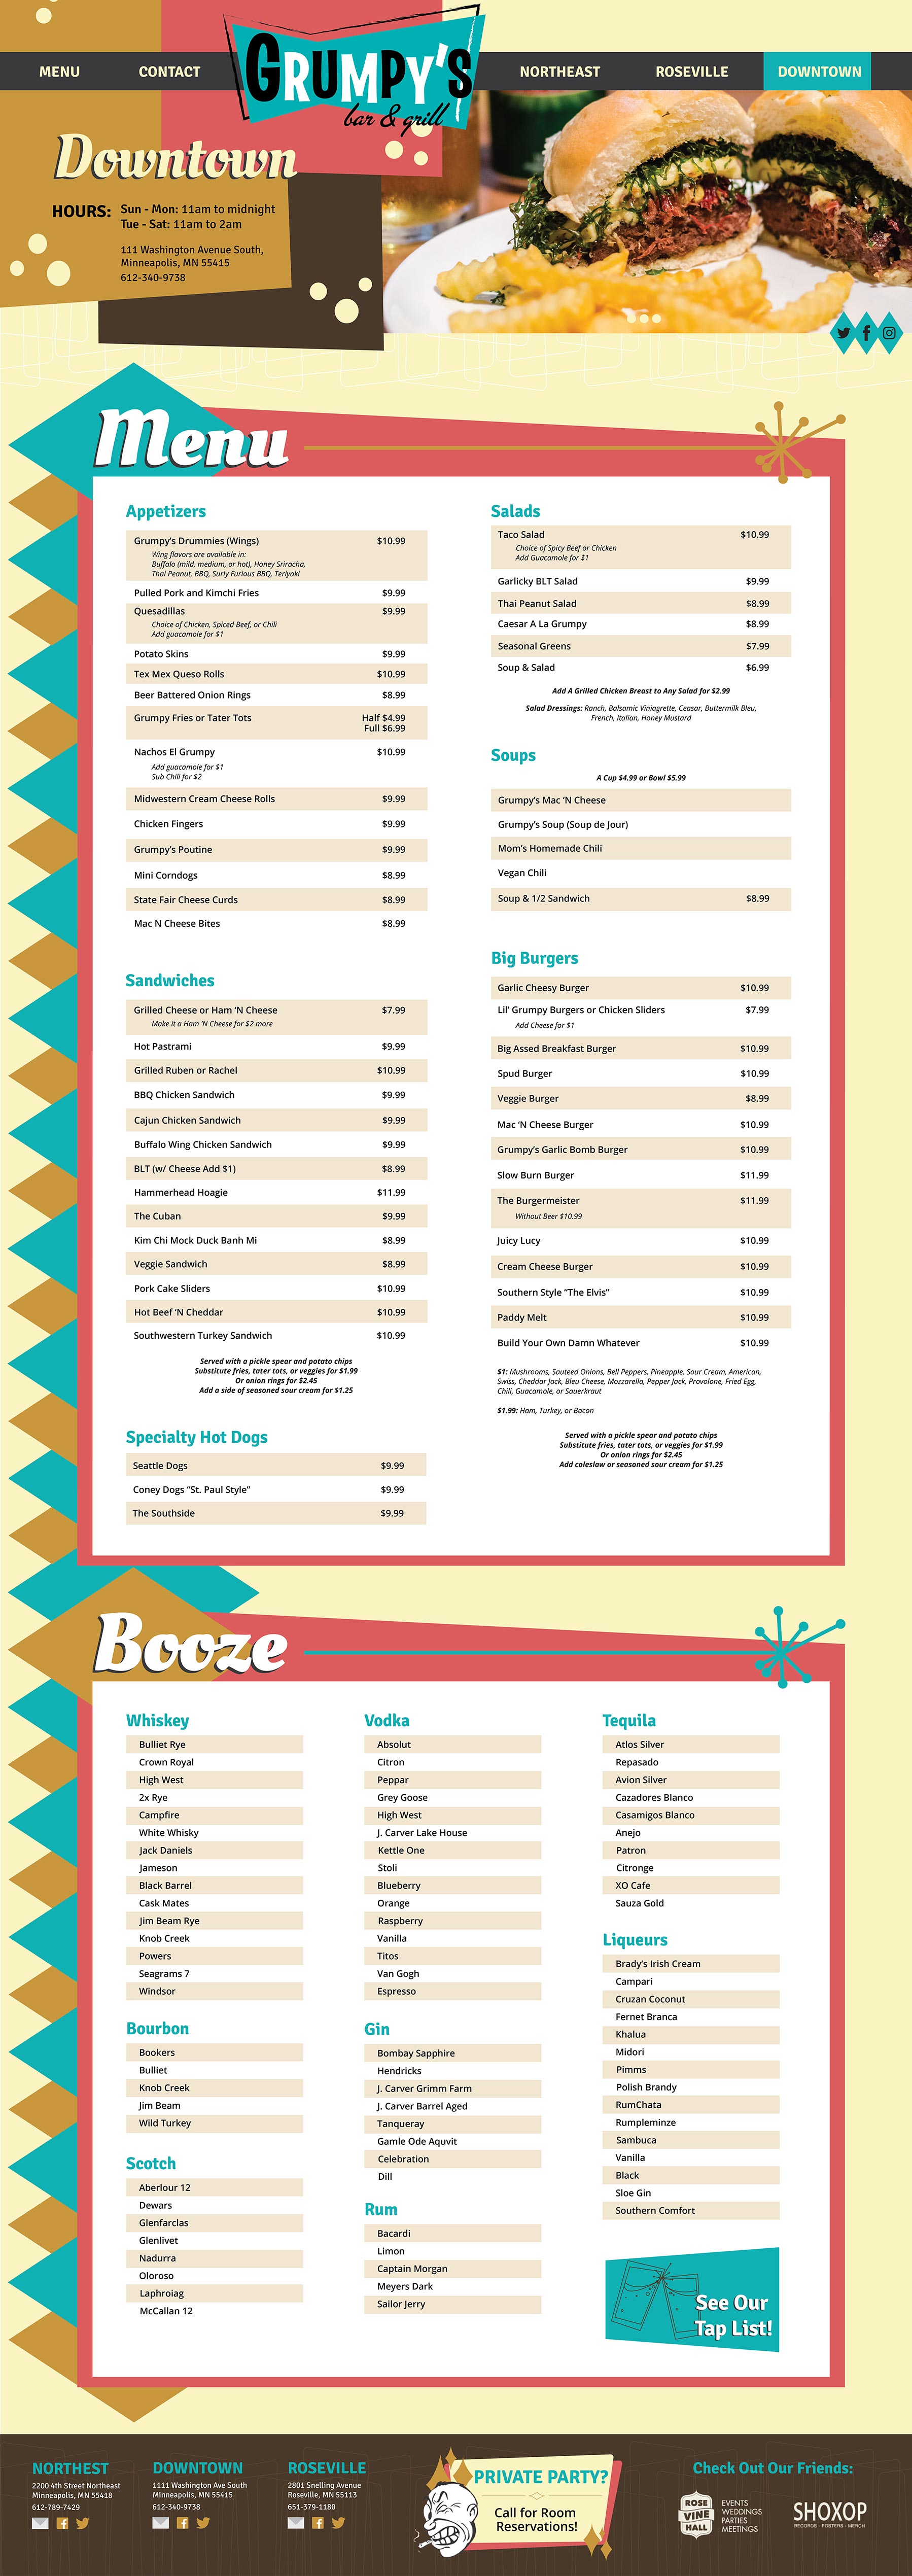 MENU
CONTACT
GRUMPY'S
bar & grill
NORTHEAST
ROSEVILLE
DOWNTOWN
Downtown
HOURS: Sun - Mon: 11am to midnight
Tue - Sat: 11am to 2am
111 Washington Avenue South,
Minneapolis, MN 55415
612-340-9738
Menu
Appetizers
Grumpy's Drummies (Wings) $10.99
Wing flavors are available in:
Buffalo (mild, medium, or hot), Honey Sriracha,
Thai Peanut, BBQ, Surly Furious BBQ, Teriyaki
Pulled Pork and Kimchi Fries $9.99
Quesadillas $9.99
Choice of Chicken, Spiced Beef, or Chili
Add guacamole for $1
Potato Skins $9.99
Tex Mex Queso Rolls $10.99
Beer Battered Onion Rings $8.99
Grumpy Fries or Tater Tots Half $4.99
Full $6.99
Nachos El Grumpy $10.99
Add guacamole for $1
Sub Chili for $2
Midwestern Cream Cheese Rolls $9.99
Chicken Fingers $9.99
Grumpy's Poutine $9.99
Mini Corndogs $8.99
State Fair Cheese Curds $8.99
Mac N Cheese Bites $8.99
Sandwiches
Grilled Cheese or Ham 'N Cheese $7.99
Make it a Ham 'N Cheese for $2 more
Hot Pastrami $9.99
Grilled Ruben or Rachel $10.99
BBQ Chicken Sandwich $9.99
Cajun Chicken Sandwich $9.99
Buffalo Wing Chicken Sandwich $9.99
BLT (w/ Cheese Add $1) $8.99
Hammerhead Hoagie $11.99
The Cuban $9.99
Kim Chi Mock Duck Banh Mi $8.99
Veggie Sandwich $8.99
Pork Cake Sliders $10.99
Hot Beef 'N Cheddar $10.99
Southwestern Turkey Sandwich $10.99
Served with a pickle spear and potato chips
Substitute fries, tater tots, or veggies for $1.99
Or onion rings for $2.45
Add a side of seasoned sour cream for $1.25
Specialty Hot Dogs
Seattle Dogs $9.99
Coney Dogs "St. Paul Style" $9.99
The Southside $9.99
Salads
Taco Salad $10.99
Choice of Spicy Beef or Chicken
Add Guacamole for $1
Garlicky BLT Salad $9.99
Thai Peanut Salad $8.99
Caesar A La Grumpy $8.99
Seasonal Greens $7.99
Soup & Salad $6.99
Add A Grilled Chicken Breast to Any Salad for $2.99
Salad Dressings: Ranch, Balsamic Viniagrette, Ceasar, Buttermilk Bleu,
French, Italian, Honey Mustard
Soups
A Cup $4.99 or Bowl $5.99
Grumpy's Mac 'N Cheese
Grumpy's Soup (Soup de Jour)
Mom's Homemade Chili
Vegan Chili
Soup & 1/2 Sandwich $8.99
Big Burgers
Garlic Cheesy Burger $10.99
Lil' Grumpy Burgers or Chicken Sliders $7.99
Add Cheese for $1
Big Assed Breakfast Burger $10.99
Spud Burger $10.99
Veggie Burger $8.99
Mac 'N Cheese Burger $10.99
Grumpy's Garlic Bomb Burger $10.99
Slow Burn Burger $11.99
The Burgermeister $11.99
Without Beer $10.99
Juicy Lucy $10.99
Cream Cheese Burger $10.99
Southern Style "The Elvis" $10.99
Paddy Melt $10.99
Build Your Own Damn Whatever $10.99
$1: Mushrooms, Sauteed Onions, Bell Peppers, Pineapple, Sour Cream, American,
Swiss, Cheddar Jack, Bleu Cheese, Mozzarella, Pepper Jack, Provolone, Fried Egg,
Chili, Guacamole, or Sauerkraut
$1.99: Ham, Turkey, or Bacon
Served with a pickle spear and potato chips
Substitute fries, tater tots, or veggies for $1.99
Or onion rings for $2.45
Add coleslaw or seasoned sour cream for $1.25
Booze
Whiskey
Bulliet Rye
Crown Royal
High West
2x Rye
Campfire
White Whisky
Jack Daniels
Jameson
Black Barrel
Cask Mates
Jim Beam Rye
Knob Creek
Powers
Seagrams 7
Windsor
Bourbon
Bookers
Bulliet
Knob Creek
Jim Beam
Wild Turkey
Scotch
Aberlour 12
Dewars
Glenfarclas
Glenlivet
Nadurra
Oloroso
Laphroiag
McCallan 12
Vodka
Absolut
Citron
Peppar
Grey Goose
High West
J. Carver Lake House
Kettle One
Stoli
Blueberry
Orange
Raspberry
Vanilla
Titos
Van Gogh
Espresso
Gin
Bombay Sapphire
Hendricks
J. Carver Grimm Farm
J. Carver Barrel Aged
Tanqueray
Gamle Ode Aquvit
Celebration
Dill
Rum
Bacardi
Limon
Captain Morgan
Meyers Dark
Sailor Jerry
Tequila
Atlos Silver
Repasado
Avion Silver
Cazadores Blanco
Casamigos Blanco
Anejo
Patron
Citronge
XO Cafe
Sauza Gold
Liqueurs
Brady's Irish Cream
Campari
Cruzan Coconut
Fernet Branca
Khalua
Midori
Pimms
Polish Brandy
RumChata
Rumpleminze
Sambuca
Vanilla
Black
Sloe Gin
Southern Comfort
See Our
Tap List!
NORTHEST
2200 4th Street Northeast
Minneapolis, MN 55418
612-789-7429
DOWNTOWN
1111 Washington Ave South
Minneapolis, MN 55415
612-340-9738
ROSEVILLE
2801 Snelling Avenue
Roseville, MN 55113
651-379-1180
PRIVATE PARTY?
Call for Room
Reservations!
Check Out Our Friends:
ROSE
VINE
HALL
EVENTS
WEDDINGS
PARTIES
MEETINGS
SHOXOP
RECORDS - POSTERS - MERCH